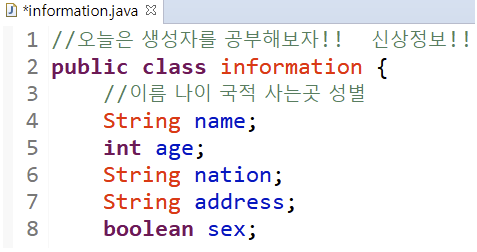 *information.java
1 //오늘은 생성자를 공부해보자!! 신상정보!!
2 public class information {
3 //이름 나이 국적 사는곳 성별
4 String name;
5 int age;
6 String nation;
7 String address;
8 boolean sex;